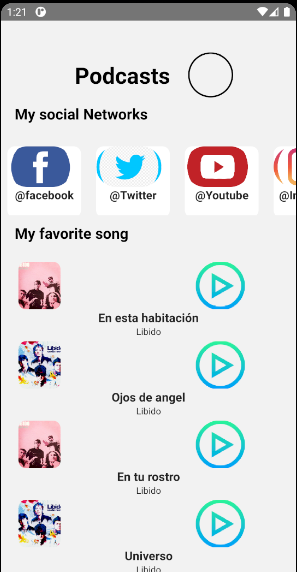 1:21
Podcasts
My social Networks
@facebook @Twitter @Youtube
My favorite song
En esta habitación
Libido
Ojos de angel
Libido
En tu rostro
Libido
Universo
Libido